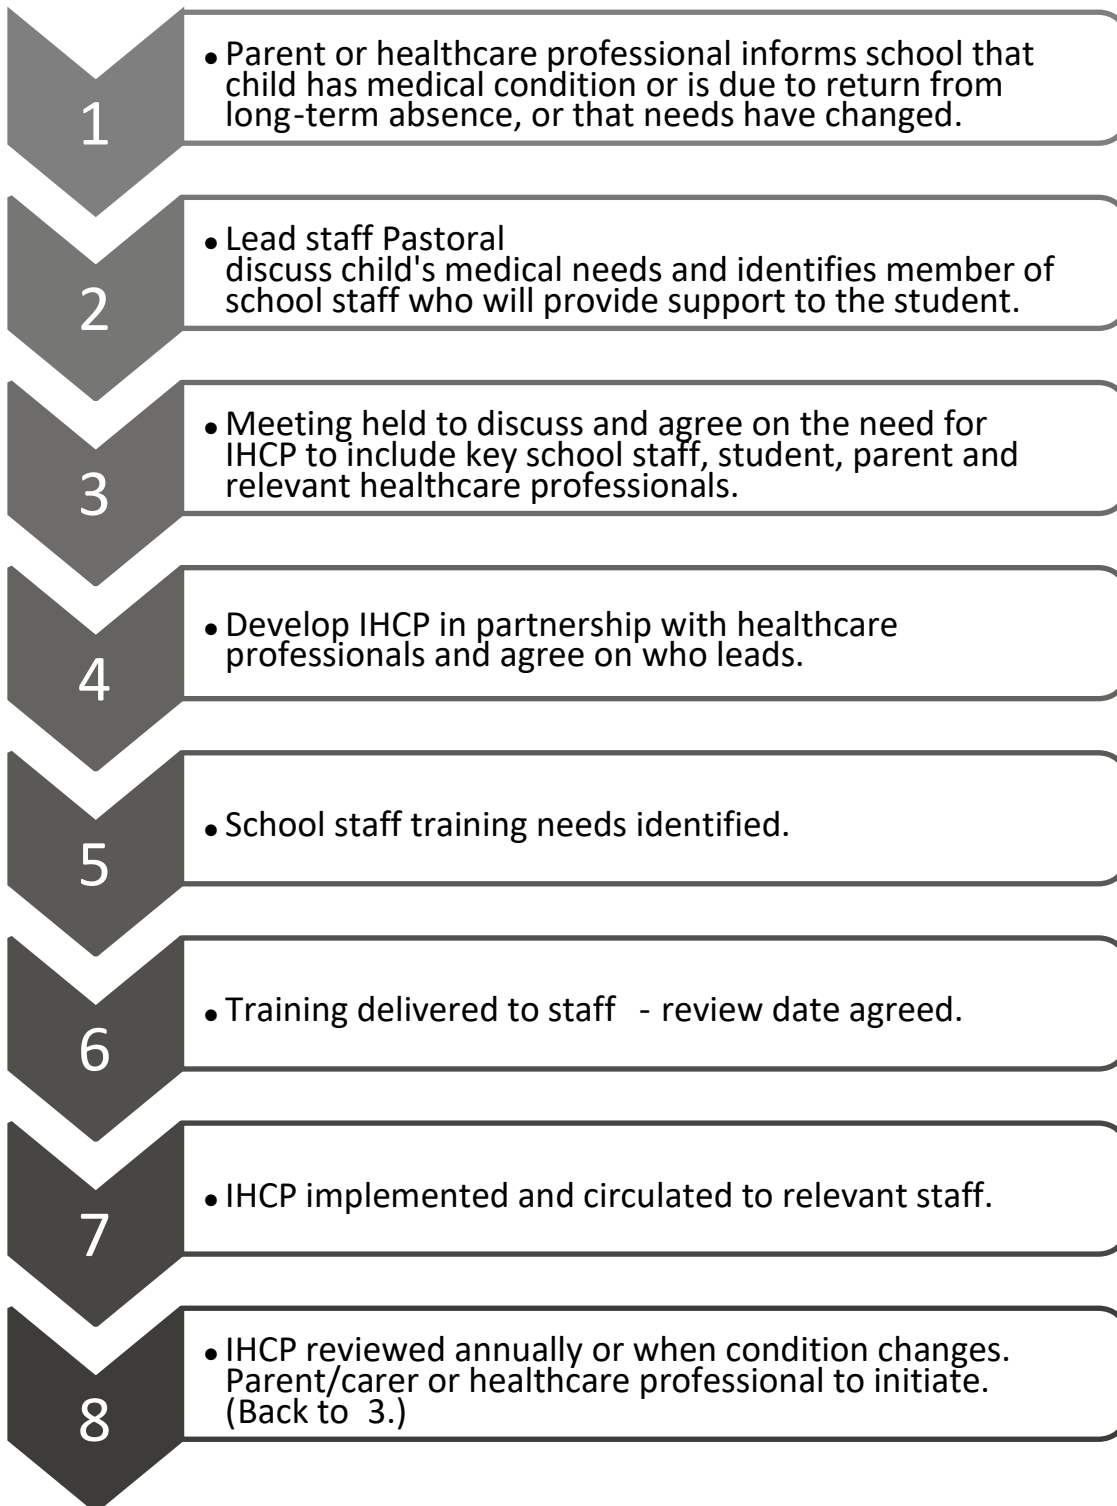 1
• Parent or healthcare professional informs school that
child has medical condition or is due to return from
long-term absence, or that needs have changed.
2
• Lead staff Pastoral
discuss child's medical needs and identifies member of
school staff who will provide support to the student.
3
• Meeting held to discuss and agree on the need for
IHCP to include key school staff, student, parent and
relevant healthcare professionals.
4
• Develop IHCP in partnership with healthcare
professionals and agree on who leads.
5
• School staff training needs identified.
6
• Training delivered to staff - review date agreed.
7
• IHCP implemented and circulated to relevant staff.
8
• IHCP reviewed annually or when condition changes.
Parent/carer or healthcare professional to initiate.
(Back to 3.)